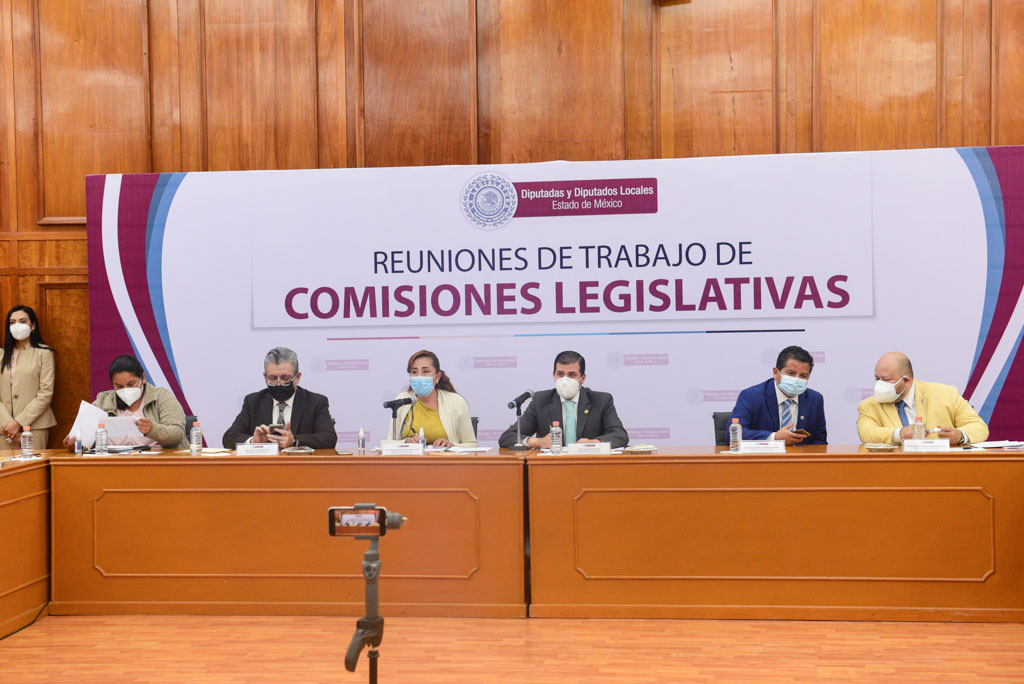 Diputadas y Diputados Locales
Estado de México
REUNIONES DE TRABAJO DE
COMISIONES LEGISLATIVAS